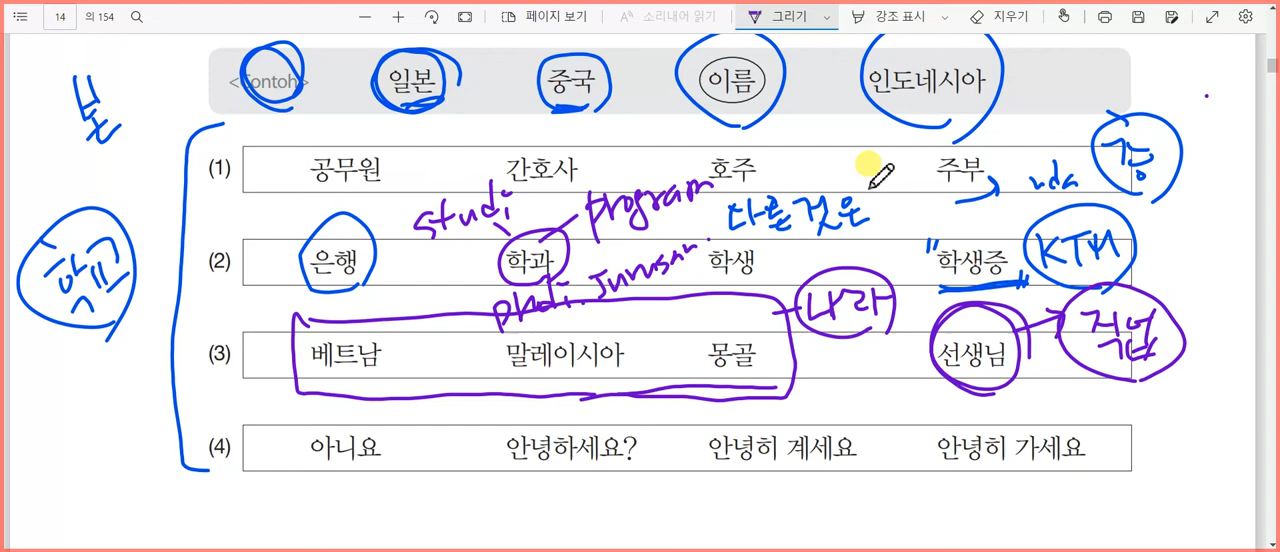 14 의 154 페이지 보기 소리내어 읽기 그리기 강조 표시 지우기
<Contoh> 일본 중국 이름 인도네시아
(1) 공무원 간호사 호주 주부 증
studi program 다른 것은
(2) 은행 학과 학생 학생증 KTM
학교
prodi. Jurusan. 나라
(3) 베트남 말레이시아 몽골 선생님 직업
(4) 아니요 안녕하세요? 안녕히 계세요 안녕히 가세요